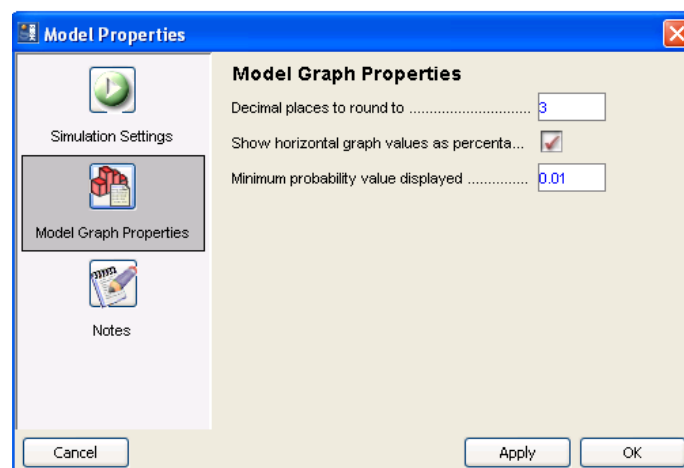 Model Properties
Simulation Settings
Model Graph Properties
Notes
Model Graph Properties
Decimal places to round to .............................. 3
Show horizontal graph values as percenta...
Minimum probability value displayed ............... 0.01
Cancel
Apply
OK